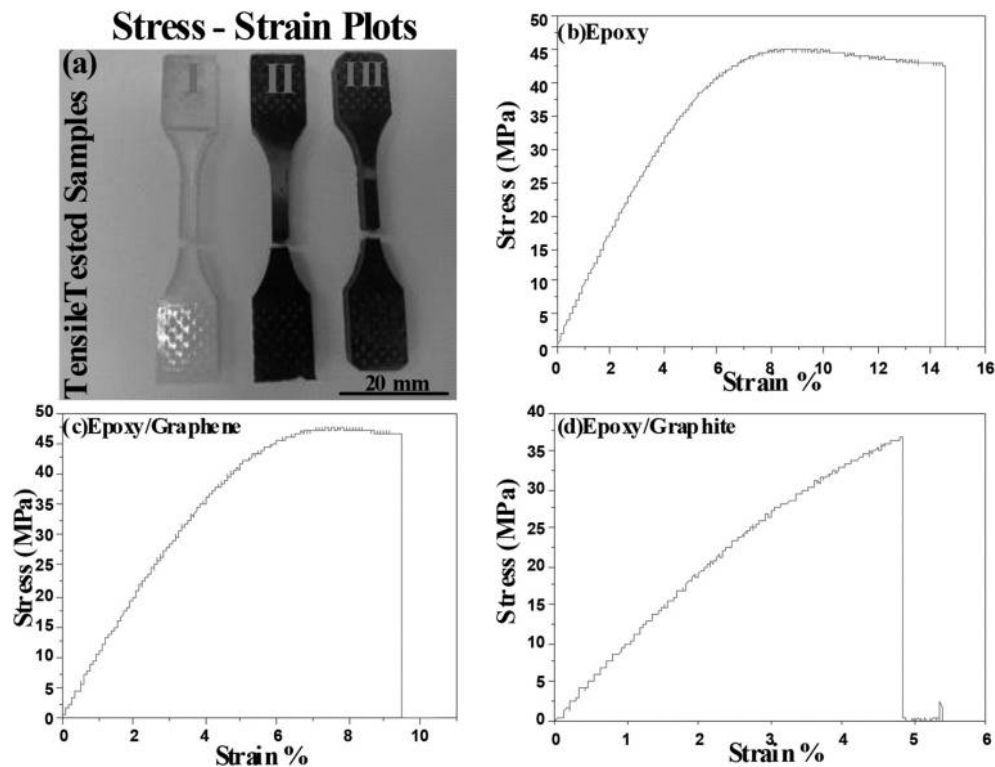 Stress - Strain Plots
(a)
I II III
TensileTested Samples
20 mm
(b)Epoxy
50
45
40
35
30
25
20
15
10
5
0
Stress (MPa)
0 2 4 6 8 10 12 14 16
Strain %
(c)Epoxy/Graphene
50
45
40
35
30
25
20
15
10
5
0
Stress (MPa)
0 2 4 6 8 10
Strain %
(d)Epoxy/Graphite
40
35
30
25
20
15
10
5
0
Stress (MPa)
0 1 2 3 4 5 6
Strain %